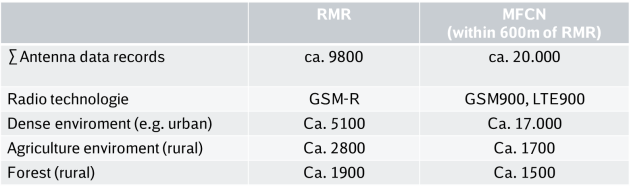 RMR MFCN
(within 600m of RMR)
∑Antenna data records ca. 9800 ca. 20.000
Radio technologie GSM-R GSM900, LTE900
Dense enviroment (e.g. urban) Ca. 5100 Ca. 17.000
Agriculture enviroment (rural) Ca. 2800 Ca. 1700
Forest (rural) Ca. 1900 Ca. 1500